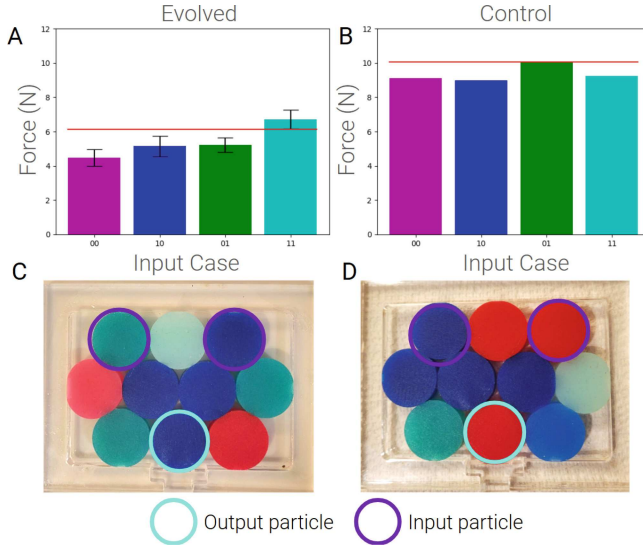 Evolved
Control
A
B
Force (N)
12
10
8
6
4
2
0
00
10
01
11
Input Case
Force (N)
12
10
8
6
4
2
0
00
10
01
11
Input Case
C
D
Output particle
Input particle